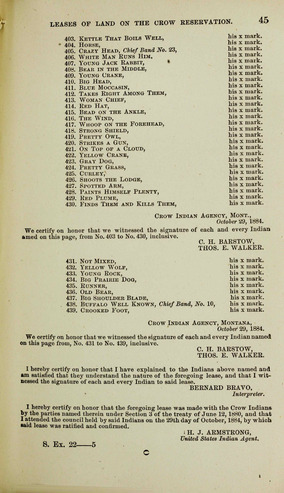 LEASES OF LAND ON THE CROW RESERVATION. 45
403. KETTLE THAT BOILS WELL, his x mark.
404. HORSE, his x mark.
405. CRAZY HEAD, Chief Band No. 23, his x mark.
406. WHITE MAN RUNS HIM, his x mark.
407. YOUNG JACK RABBIT, his x mark.
408. BEAR IN THE MIDDLE, his x mark.
409. YOUNG CRANE, his x mark.
410. BIG HEAD, his x mark.
411. BLUE MOCCASIN, his x mark.
412. TAKES RIGHT AMONG THEM, his x mark.
413. WOMAN CHIEF, his x mark.
414. RED HAT, his x mark.
415. BEAD ON THE ANKLE, his x mark.
416. THE WIND, his x mark.
417. WHOOP ON THE FOREHEAD, his x mark.
418. STRONG SHIELD, his x mark.
419. PRETTY OWL, his x mark.
420. STRIKES A GUN, his x mark.
421. ON TOP OF A CLOUD, his x mark.
422. YELLOW CRANE, his x mark.
423. GRAY DOG, his x mark.
424. PRETTY GRASS, his x mark.
425. CURLEY, his x mark.
426. SHOOTS THE LODGE, his x mark.
427. SPOTTED ARM, his x mark.
428. PAINTS HIMSELF PLENTY, his x mark.
429. RED PLUME, his x mark.
430. FINDS THEM AND KILLS THEM, his x mark.
CROW INDIAN AGENCY, MONT.,
October 29, 1884.
We certify on honor that we witnessed the signature of each and every Indian
amed on this page, from No. 403 to No. 430, inclusive.
C. H. BARSTOW,
THOS. E. WALKER.
431. NOT MIXED, his x mark.
432. YELLOW WOLF, his x mark.
433. YOUNG ROCK, his x mark.
434. BIG PRAIRIE DOG, his x mark.
435. RUNNER, his x mark.
436. OLD BEAR, his x mark.
437. BIG SHOULDER BLADE, his x mark.
438. BUFFALO WELL KNOWN, Chief Band, No. 10, his x mark.
439. CROOKED FOOT, his x mark.
CROW INDIAN AGENCY, MONTANA,
October 29, 1884.
We certify on honor that we witnessed the signature of each and every Indian named
on this page, from No. 431 to No. 439, inclusive.
C. H. BARSTOW,
THOS. E. WALKER.
I hereby certify on honor that I have explained to the Indians above named and
am satisfied that they understand the nature of the foregoing lease, and that I wit-
nessed the signature of each and every Indian to said lease.
BERNARD BRAVO,
Interpreter.
I hereby certify on honor that the foregoing lease was made with the Crow Indians
by the parties named therein under Section 3 of the treaty of June 12, 1880, and that
I attended the council held by said Indians on the 29th day of October, 1884, by which
said lease was ratified and confirmed.
H. J. ARMSTRONG,
United States Indian Agent.
S. Ex. 22——5